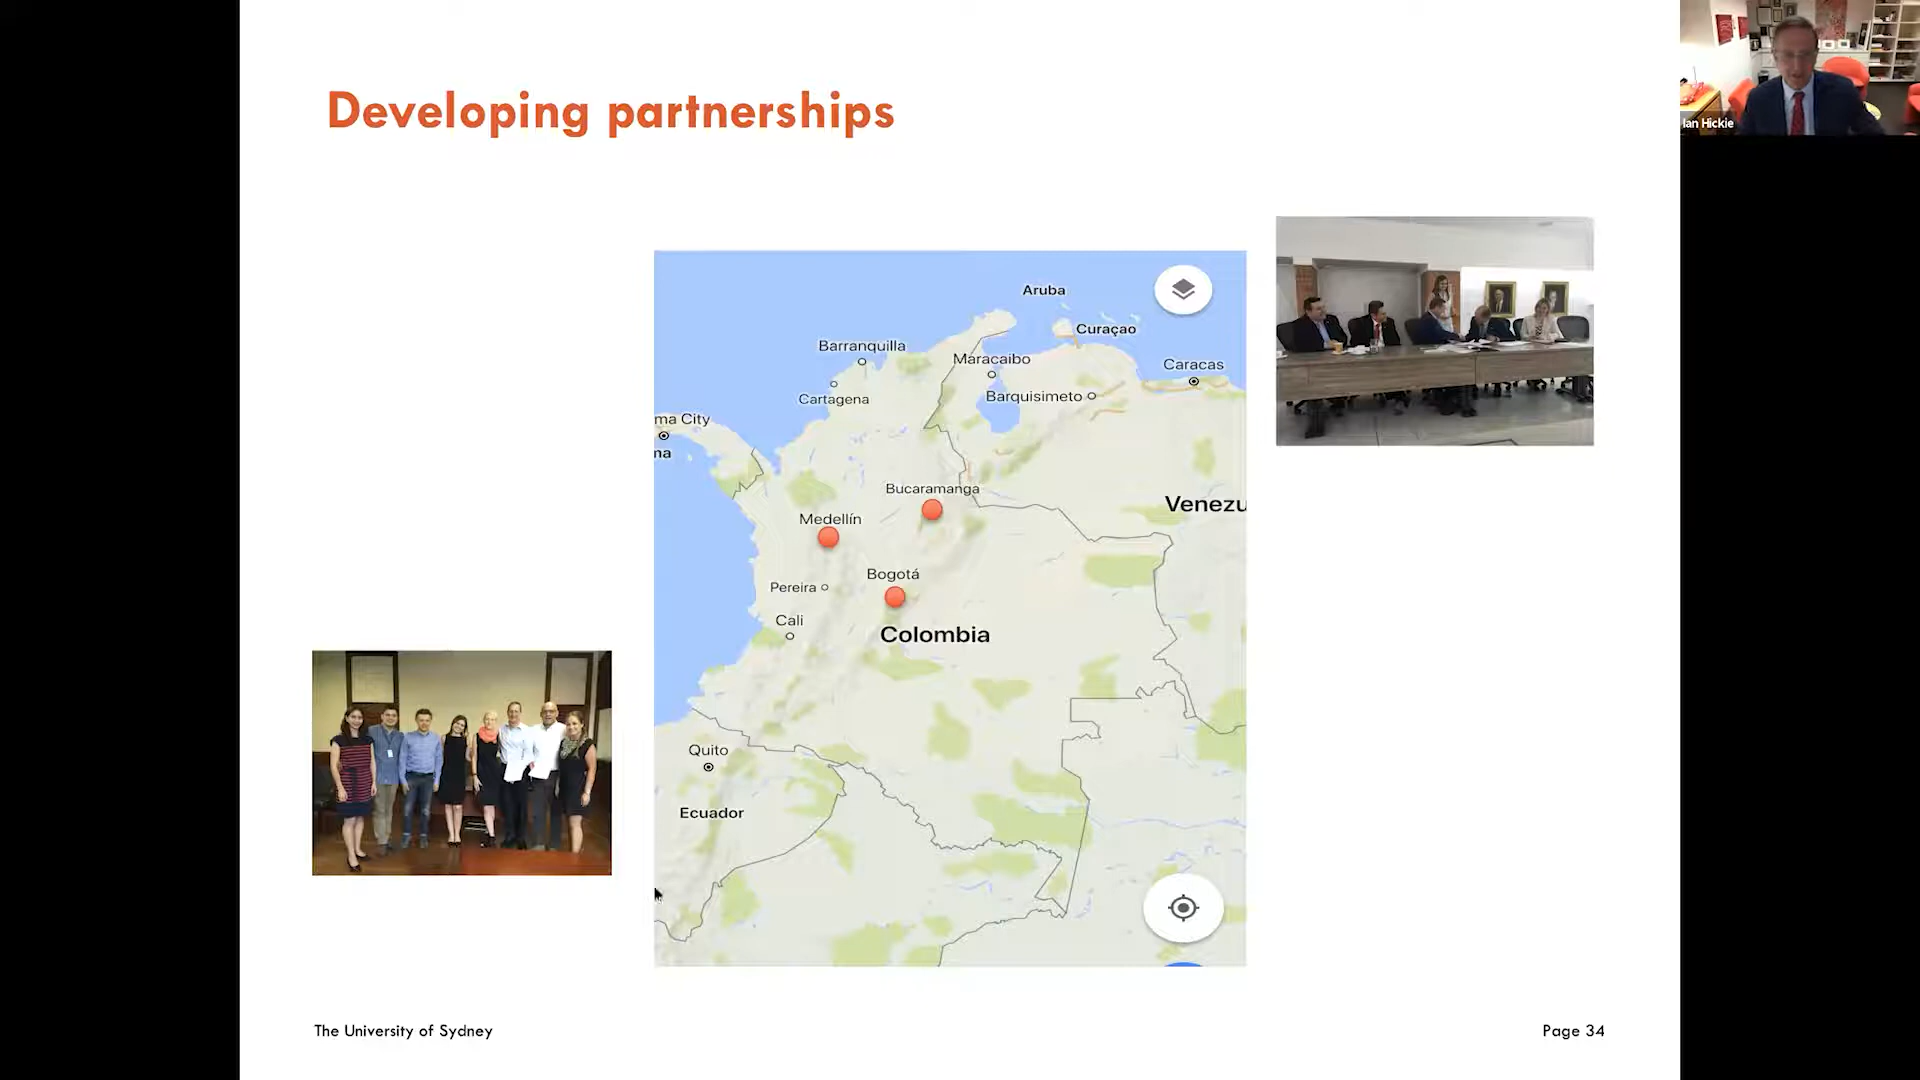 Developing partnerships
Ian Hickie
Aruba
Curaçao
Barranquilla
Maracaibo
Caracas
Cartagena
Barquisimeto
ma City
na
Bucaramanga
Venezu
Medellín
Bogotá
Pereira
Cali
Colombia
Quito
Ecuador
The University of Sydney
Page 34